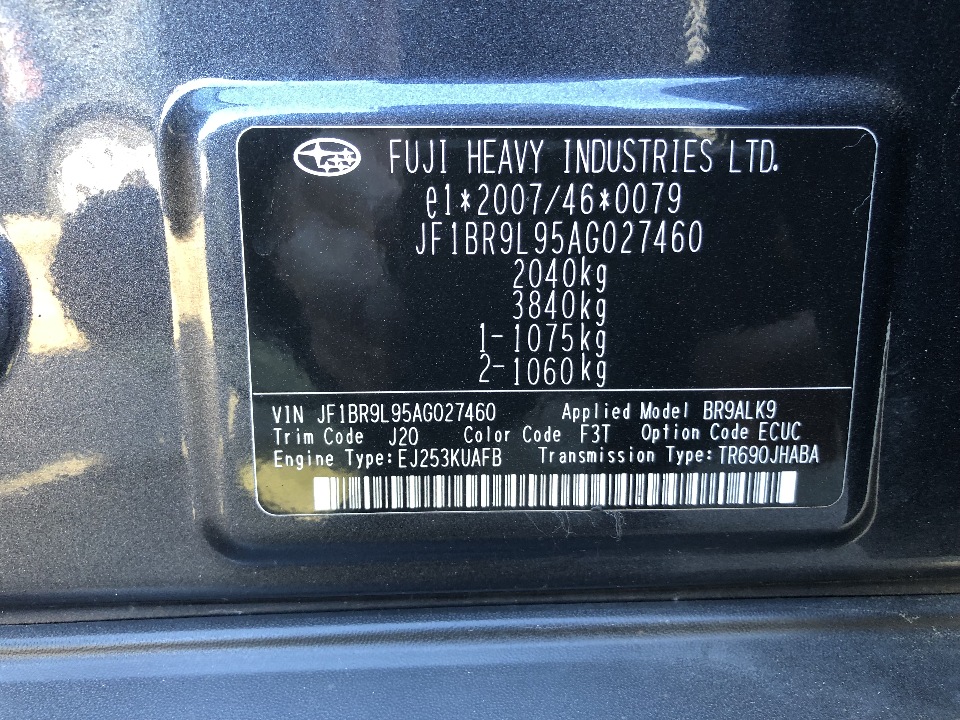 FUJI HEAVY INDUSTRIES LTD.
e1*2007/46*0079
JF1BR9L95AG027460
2040kg
3840kg
1-1075kg
2-1060kg
VIN JF1BR9L95AG027460 Applied Model BR9ALK9
Trim Code J20 Color Code F3T Option Code ECUC
Engine Type:EJ253KUAFB Transmission Type:TR690JHABA